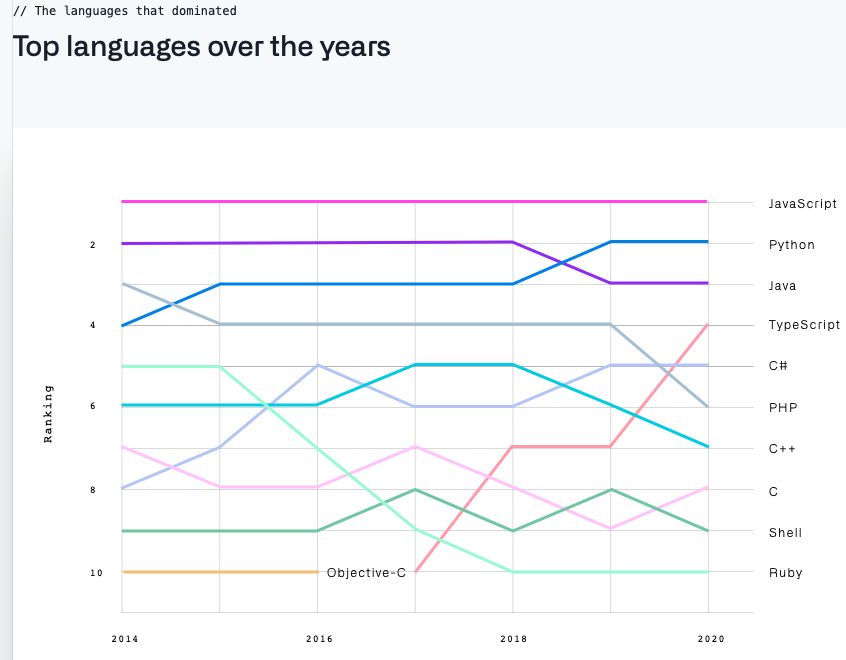 // The languages that dominated
Top languages over the years
JavaScript
2
Python
Java
4
TypeScript
C#
Ranking
6
PHP
C++
8
C
Shell
10
Objective-C
Ruby
2014
2016
2018
2020